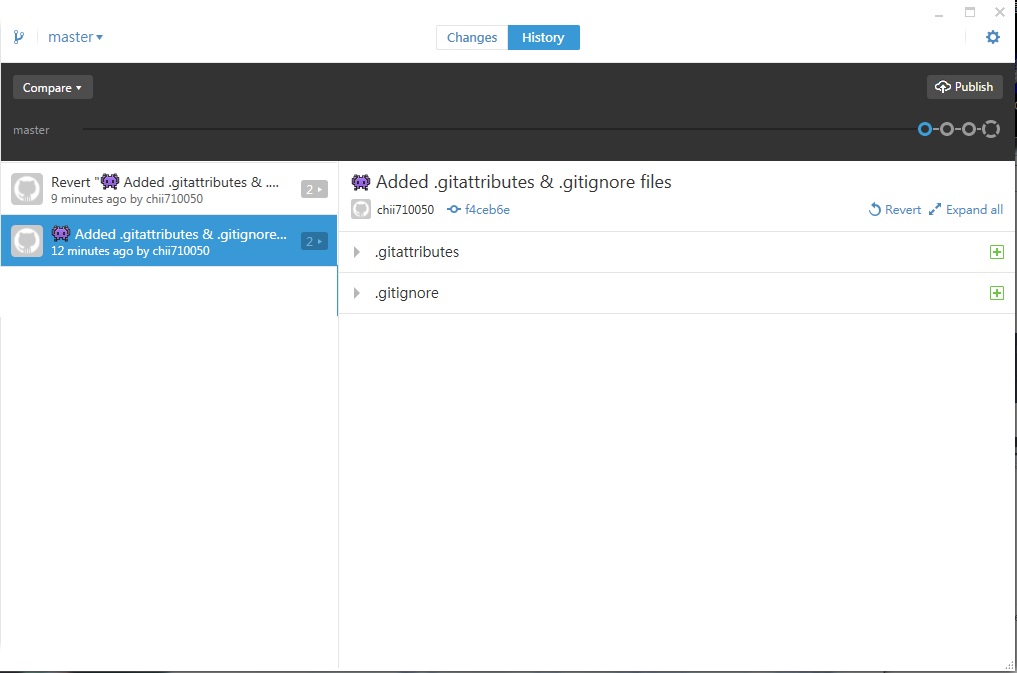 master
Changes
History
Compare
Publish
master
Revert "👾 Added .gitattributes & ....
9 minutes ago by chii710050
2
👾 Added .gitattributes & .gitignore...
12 minutes ago by chii710050
2
👾 Added .gitattributes & .gitignore files
chii710050 f4ceb6e
Revert Expand all
.gitattributes
.gitignore